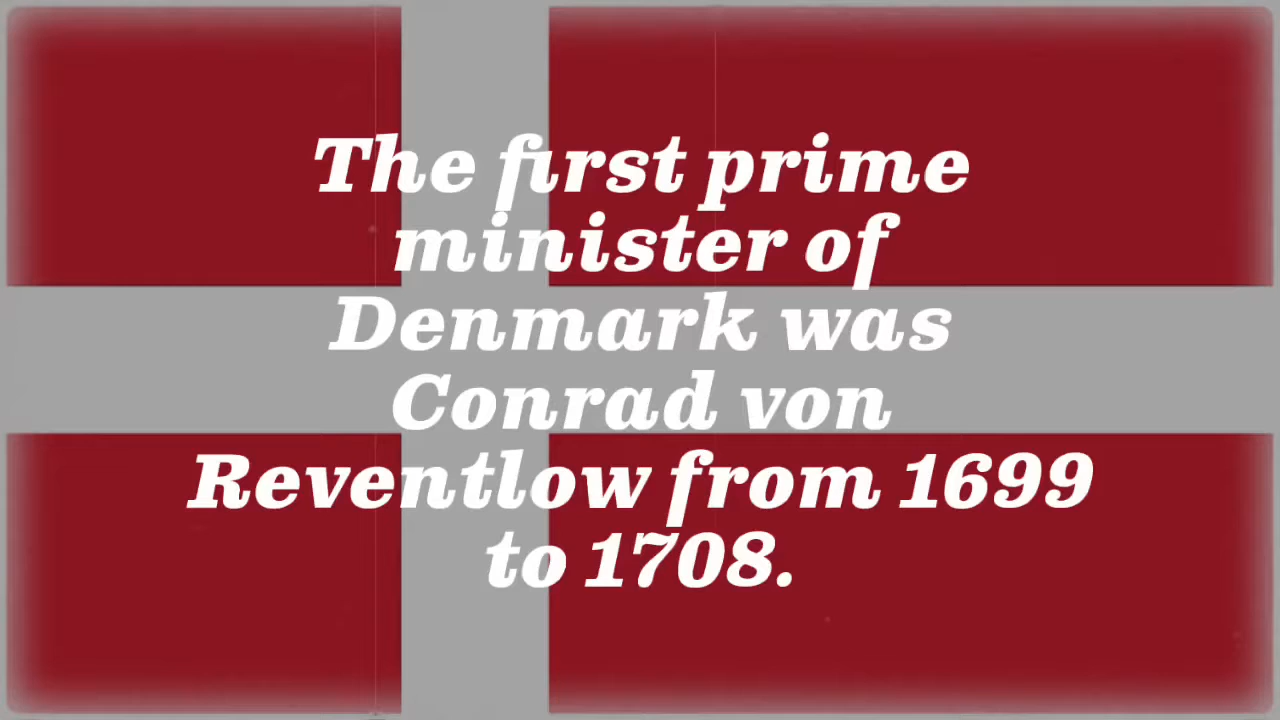 The first prime
minister of
Denmark was
Conrad von
Reventlow from 1699
to 1708.